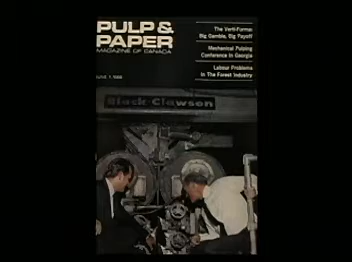 PULP &
PAPER
MAGAZINE OF CANADA
The Verti-Forma:
Big Gamble, Big Payoff
Mechanical Pulping
Conference in Georgia
Labour Problems
In The Forest Industry
Black-Clawson